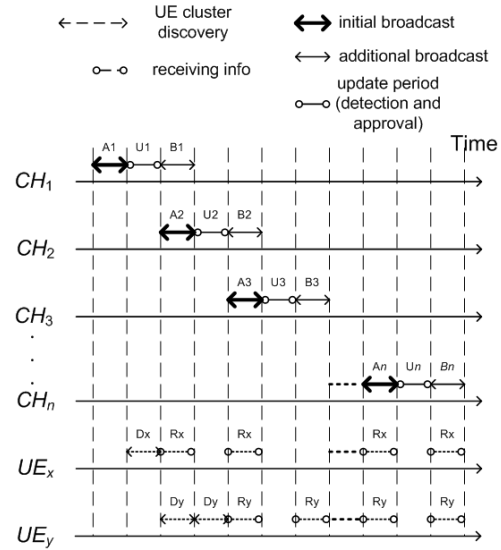 UE cluster
discovery
initial broadcast
additional broadcast
receiving info
update period
(detection and
approval)
Time
A1 U1 B1
CH1
A2 U2 B2
CH2
A3 U3 B3
CH3
.
.
.
An Un Bn
CHn
Dx Rx Rx Rx Rx
UEx
Dy Dy Ry Ry Ry Ry
UEy